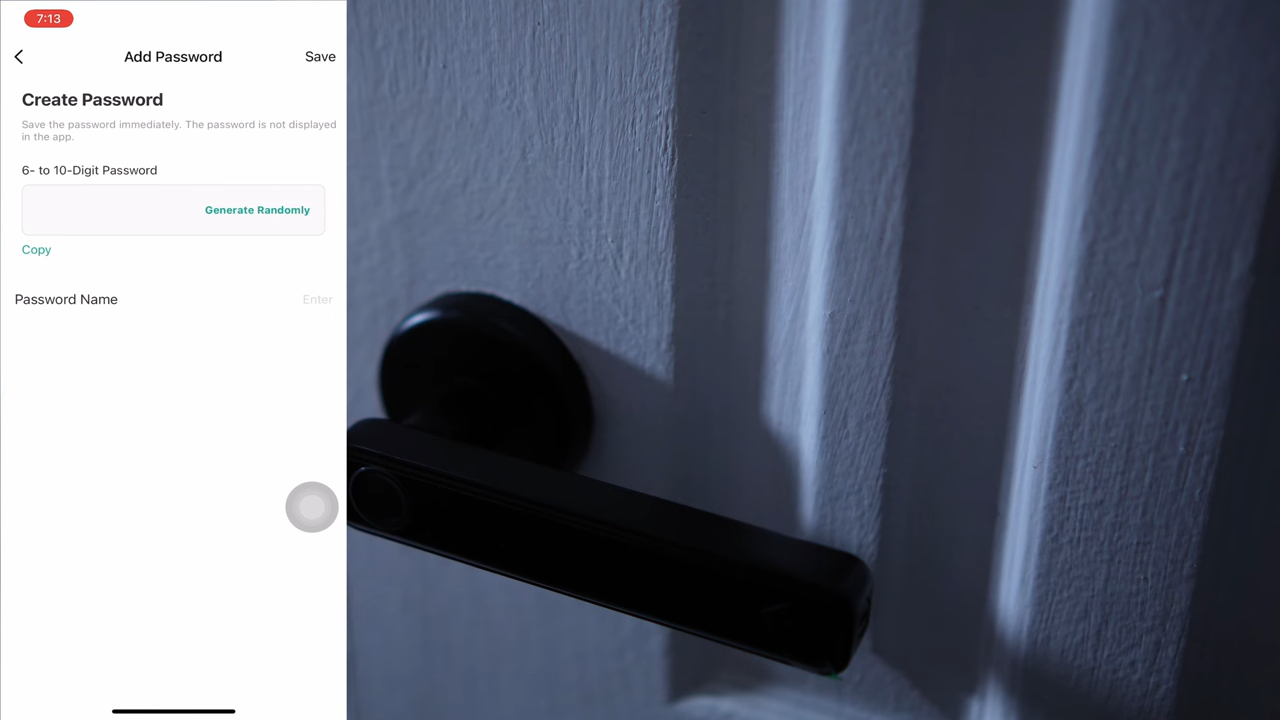 7:13
Add Password
Save
Create Password
Save the password immediately. The password is not displayed
in the app.
6- to 10-Digit Password
Generate Randomly
Copy
Password Name
Enter